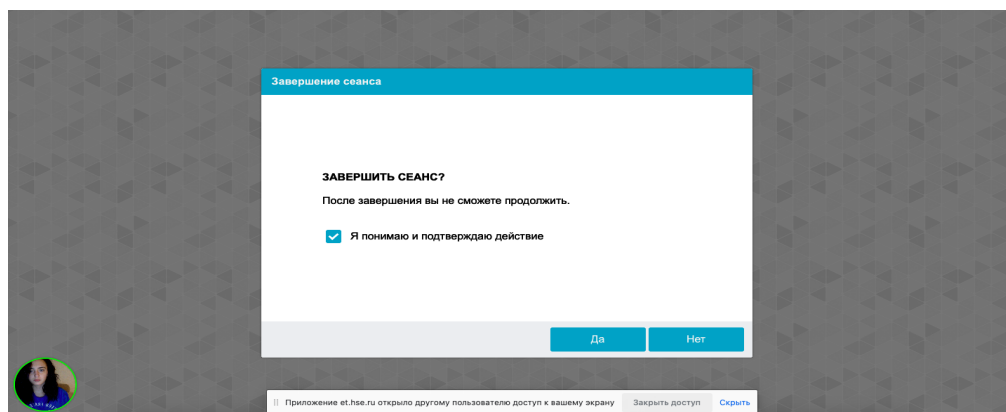 Завершение сеанса
ЗАВЕРШИТЬ СЕАНС?
После завершения вы не сможете продолжить.
Я понимаю и подтверждаю действие
Да Нет
Приложение et.hse.ru открыло другому пользователю доступ к вашему экрану Закрыть доступ Скрыть